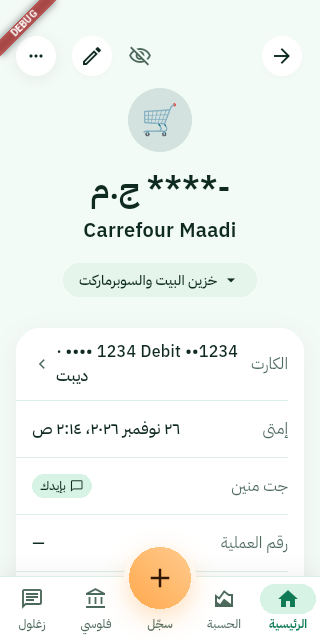 DEBUG
-**** ج.م
Carrefour Maadi
خزين البيت والسوبرماركت
الكارت
· •••• 1234 Debit ••1234
ديبت
إمتى
٢٦ نوفمبر ٢٠٢٦، ٢:١٤ ص
جت منين
بإيدك
رقم العملية
—
الرئيسية
الحسبة
سجّل
فلوسي
زغلول